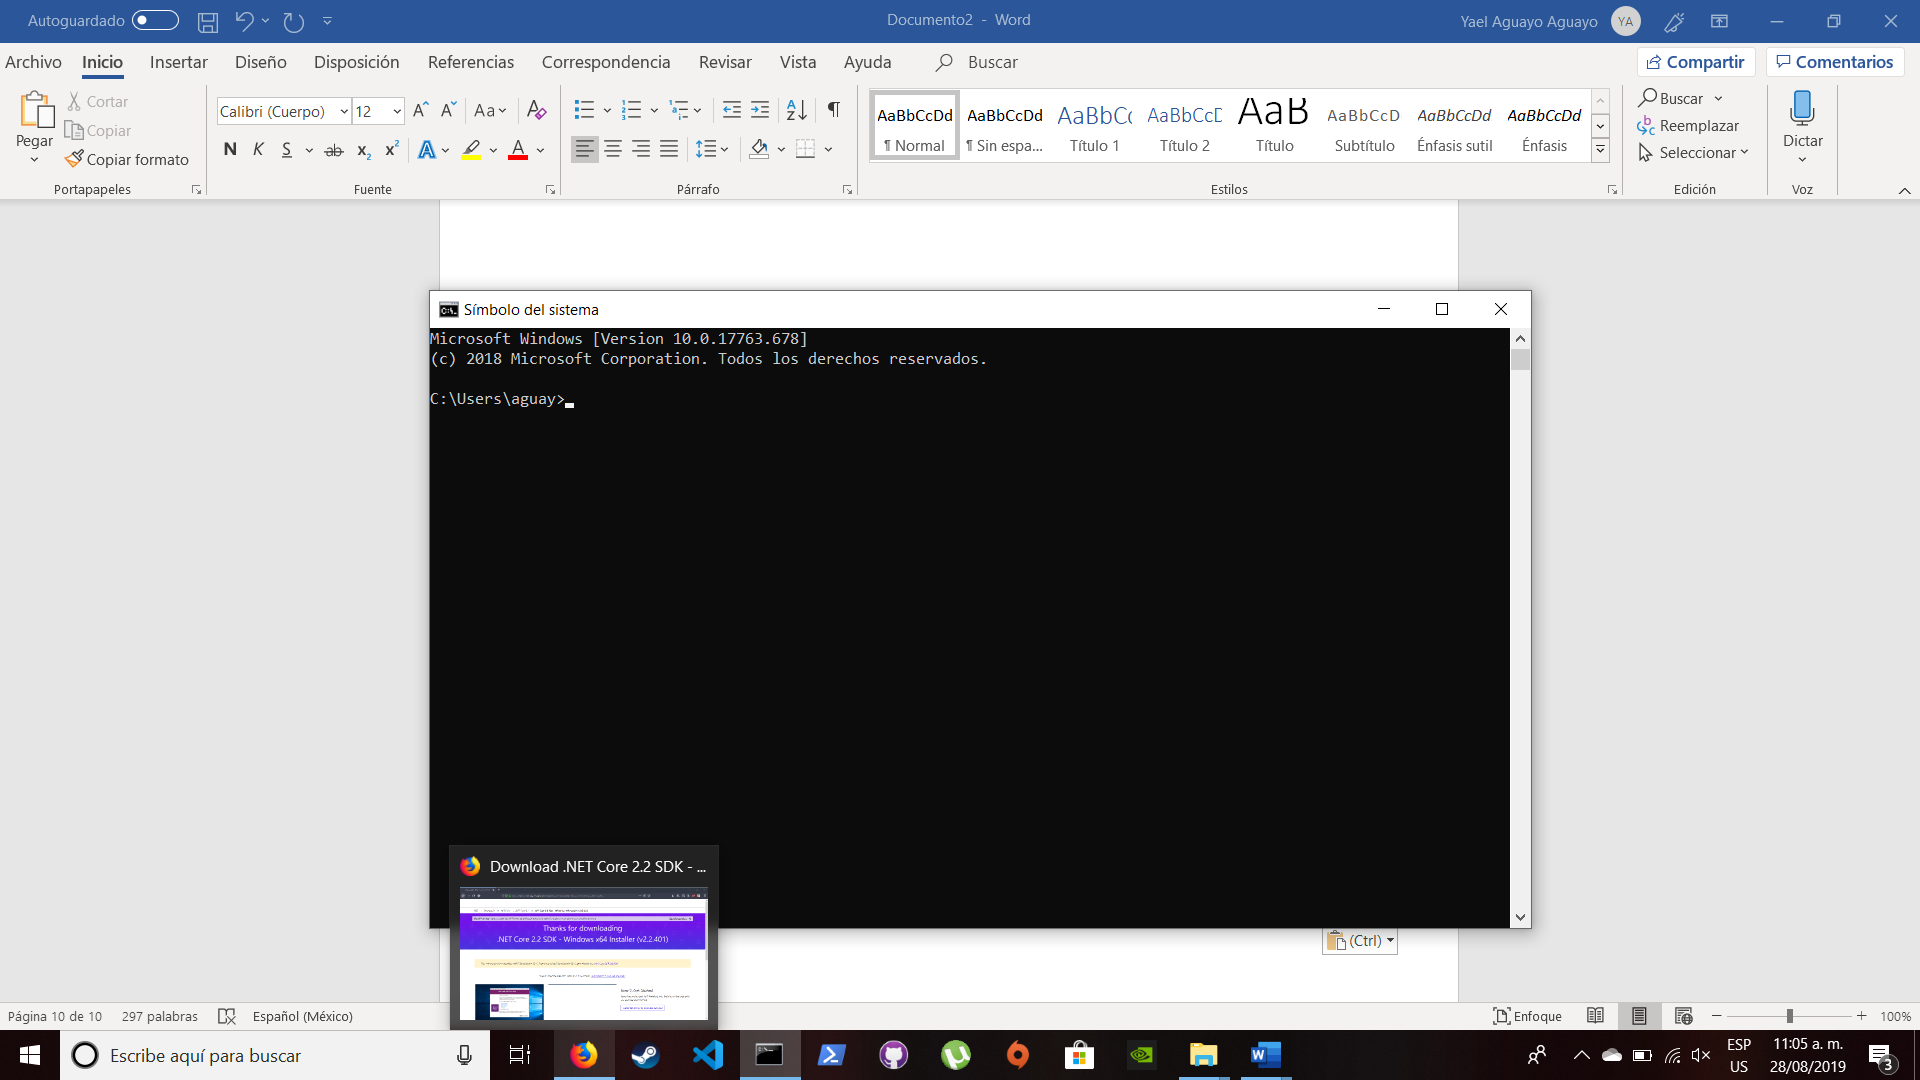 Autoguardado
Documento2 - Word
Yael Aguayo Aguayo
YA
Archivo Inicio Insertar Diseño Disposición Referencias Correspondencia Revisar Vista Ayuda Buscar
Compartir Comentarios
Pegar
Cortar
Copiar
Copiar formato
Portapapeles
Calibri (Cuerpo) 12
Aa
N K S ab x₂ x² A A
Fuente
Párrafo
AaBbCcDd AaBbCcDd AaBbCc AaBbCcD AaB AaBbCcD AaBbCcDd AaBbCcDd
¶ Normal ¶ Sin espa... Título 1 Título 2 Título Subtítulo Énfasis sutil Énfasis
Estilos
Buscar
Reemplazar
Seleccionar
Edición
Dictar
Voz
Símbolo del sistema
Microsoft Windows [Version 10.0.17763.678]
(c) 2018 Microsoft Corporation. Todos los derechos reservados.
C:\Users\aguay>
Download .NET Core 2.2 SDK - ...
Thanks for downloading
.NET Core 2.2 SDK - Windows x64 Installer (v2.2.401)
(Ctrl)
Página 10 de 10 297 palabras Español (México)
Enfoque
100%
Escribe aquí para buscar
ESP
US
11:05 a. m.
28/08/2019
3